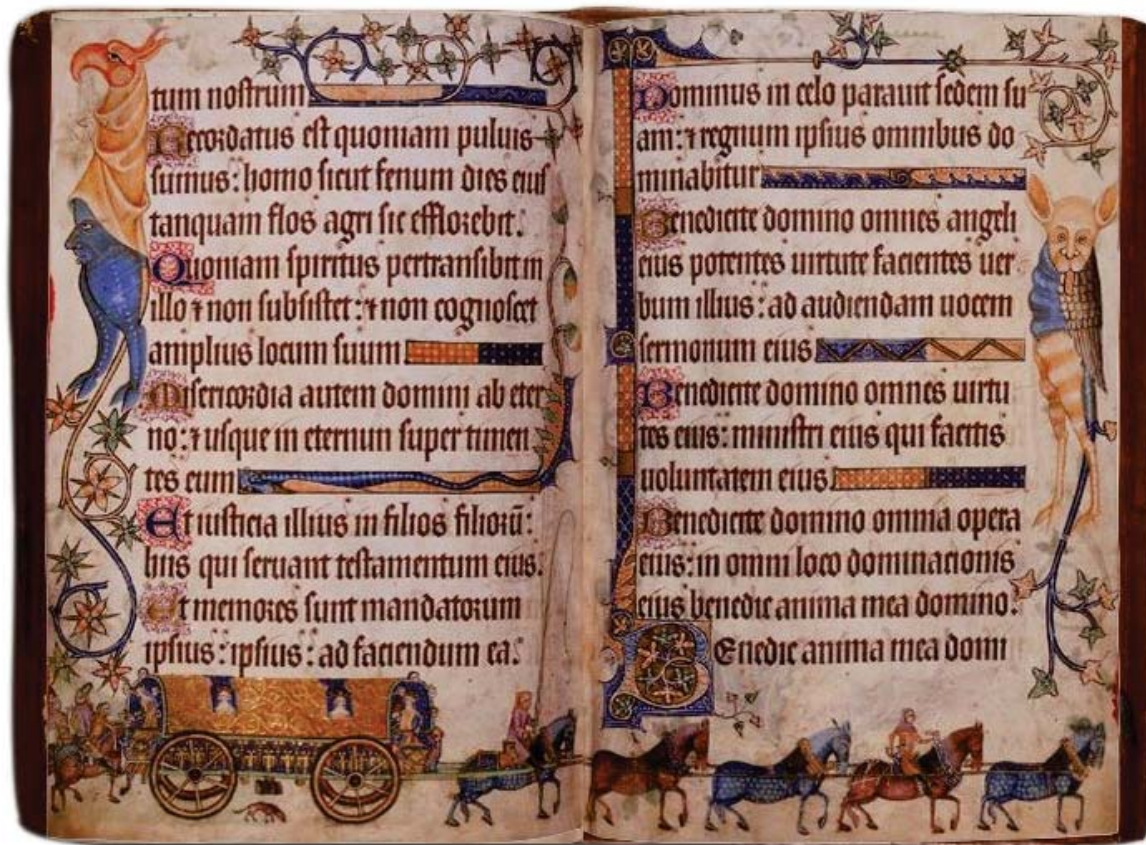 tum nostrum
Recordatus est quoniam puluis
sumus: homo sicut fenum dies eius
tanquam flos agri sic efflorebit.
Quoniam spiritus pertransibit in
illo ⁊ non subsistet: ⁊ non cognoscet
amplius locum suum
Misericordia autem domini ab eter
no: ⁊ usque in eternun super timen
tes eum
Et iusticia illius in filios filiorū:
hiis qui seruant testamentum eius.
Et memores sunt mandatorum
ipsius: ipsius: ad faciendum ea.
Dominus in celo parauit sedem su
am: ⁊ regnum ipsius omnibus do
minabitur
Benedicite domino omnes angeli
eius potentes uirtute facientes uer
bum illius: ad audiendam uocem
sermonum eius
Benedicite domino omnes uirtu
tes eius: ministri eius qui facitis
uoluntatem eius
Benedicite domino omnia opera
eius: in omni loco dominacionis
eius benedic anima mea domino.
Benedic anima mea domi